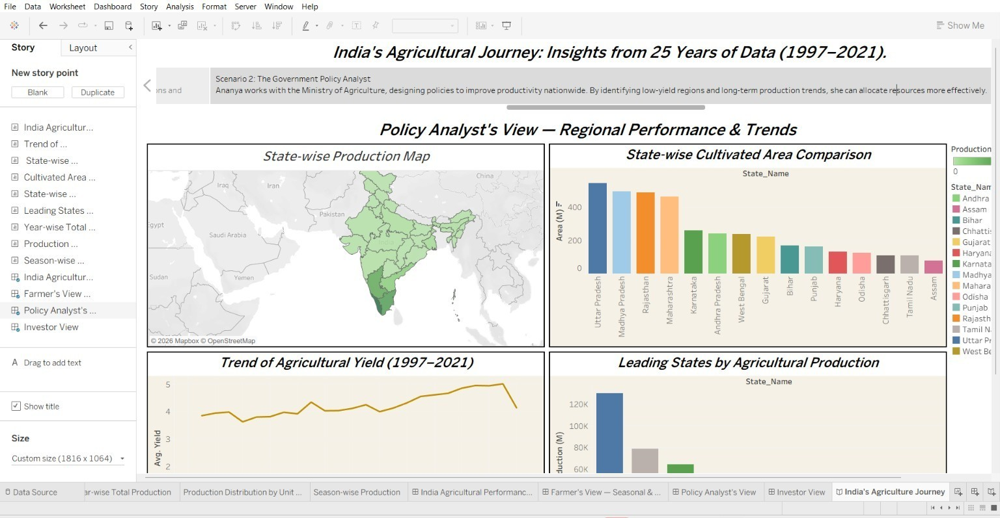 File Data Worksheet Dashboard Story Analysis Format Server Window Help
Show Me
Story Layout
New story point
Blank Duplicate
India Agricultur...
Trend of ...
State-wise ...
Cultivated Area ...
State-wise ...
Leading States ...
Year-wise Total ...
Production ...
Season-wise ...
India Agricultur...
Farmer's View ...
Policy Analyst's ...
Investor View
A Drag to add text
Show title
Size
Custom size (1816 x 1064)
India's Agricultural Journey: Insights from 25 Years of Data (1997–2021).
ons and
Scenario 2: The Government Policy Analyst
Ananya works with the Ministry of Agriculture, designing policies to improve productivity nationwide. By identifying low-yield regions and long-term production trends, she can allocate resources more effectively.
Policy Analyst's View — Regional Performance & Trends
State-wise Production Map
China
Iraq
Iran
Pakistan
Egypt
Saudi Arabia
India
Sudan
Yemen
© 2026 Mapbox © OpenStreetMap
State-wise Cultivated Area Comparison
State_Name
Area (M)
400
200
0
Uttar Pradesh
Madhya Pradesh
Rajasthan
Maharashtra
Karnataka
Andhra Pradesh
West Bengal
Gujarat
Bihar
Punjab
Haryana
Odisha
Chhattisgarh
Tamil Nadu
Assam
Production
0
State_Nam
Andhra
Assam
Bihar
Chhattis
Gujarat
Haryana
Karnata
Madhya
Mahara
Odisha
Punjab
Rajasth
Tamil N
Uttar Pr
West Be
Trend of Agricultural Yield (1997–2021)
Avg. Yield
5
4
3
2
Leading States by Agricultural Production
State_Name
duction (M)
120K
100K
80K
60K
Data Source
ar-wise Total Production
Production Distribution by Unit ...
Season-wise Production
India Agricultural Performanc...
Farmer's View — Seasonal & ...
Policy Analyst's View
Investor View
India's Agriculture Journey